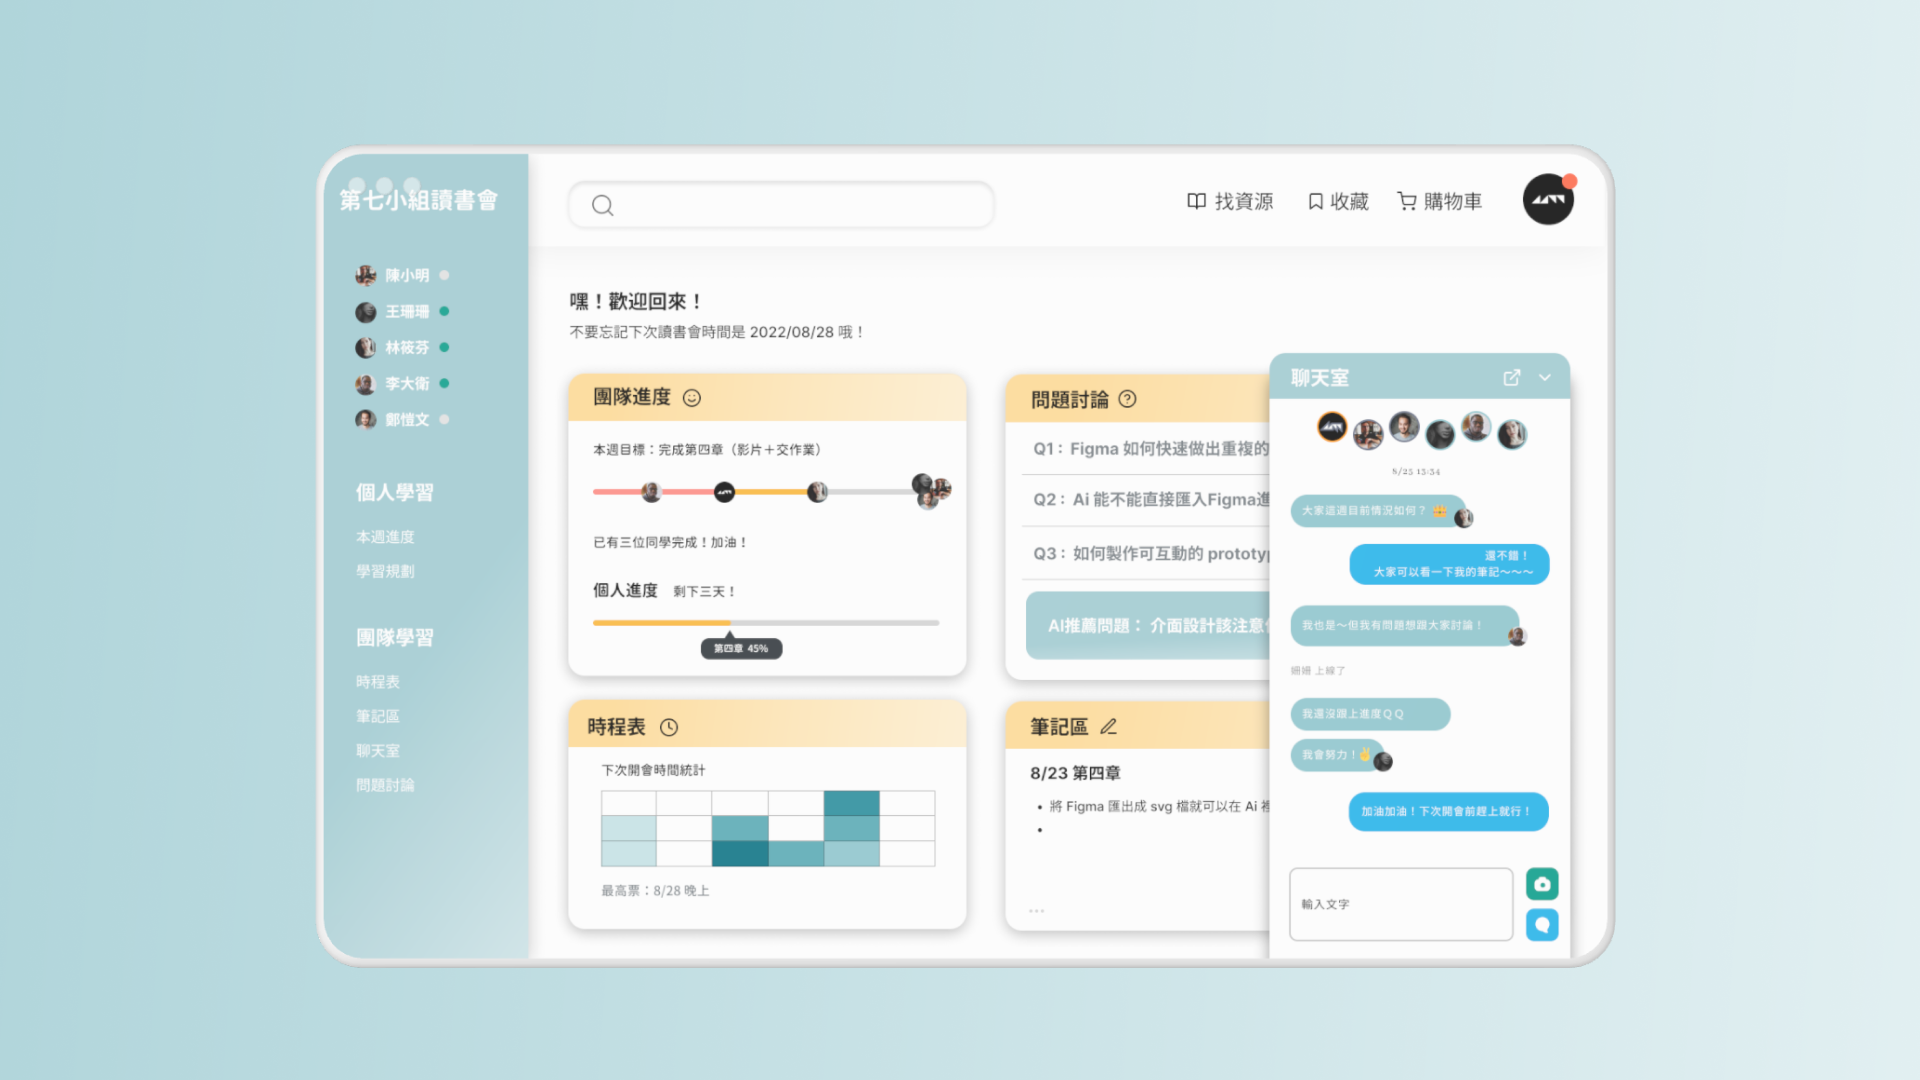 第七小組讀書會
陳小明
王珊珊
林筱芬
李大衛
鄭愷文
個人學習
本週進度
學習規劃
團隊學習
時程表
筆記區
聊天室
問題討論
找資源
收藏
購物車
嘿！歡迎回來！
不要忘記下次讀書會時間是 2022/08/28 哦！
團隊進度
本週目標：完成第四章（影片＋交作業）
已有三位同學完成！加油！
個人進度 剩下三天！
第四章 45%
問題討論
Q1： Figma 如何快速做出重複的
Q2： Ai 能不能直接匯入Figma進
Q3： 如何製作可互動的 prototyp
AI推薦問題： 介面設計該注意
時程表
下次開會時間統計
最高票：8/28 晚上
筆記區
8/23 第四章
• 將 Figma 匯出成 svg 檔就可以在 Ai 裡
•
...
聊天室
8/25 13:54
大家這週目前情況如何？
還不錯！
大家可以看一下我的筆記～～～
我也是～但我有問題想跟大家討論！
珊珊 上線了
我還沒跟上進度ＱＱ
我會努力！✌
加油加油！下次開會前趕上就行！
輸入文字